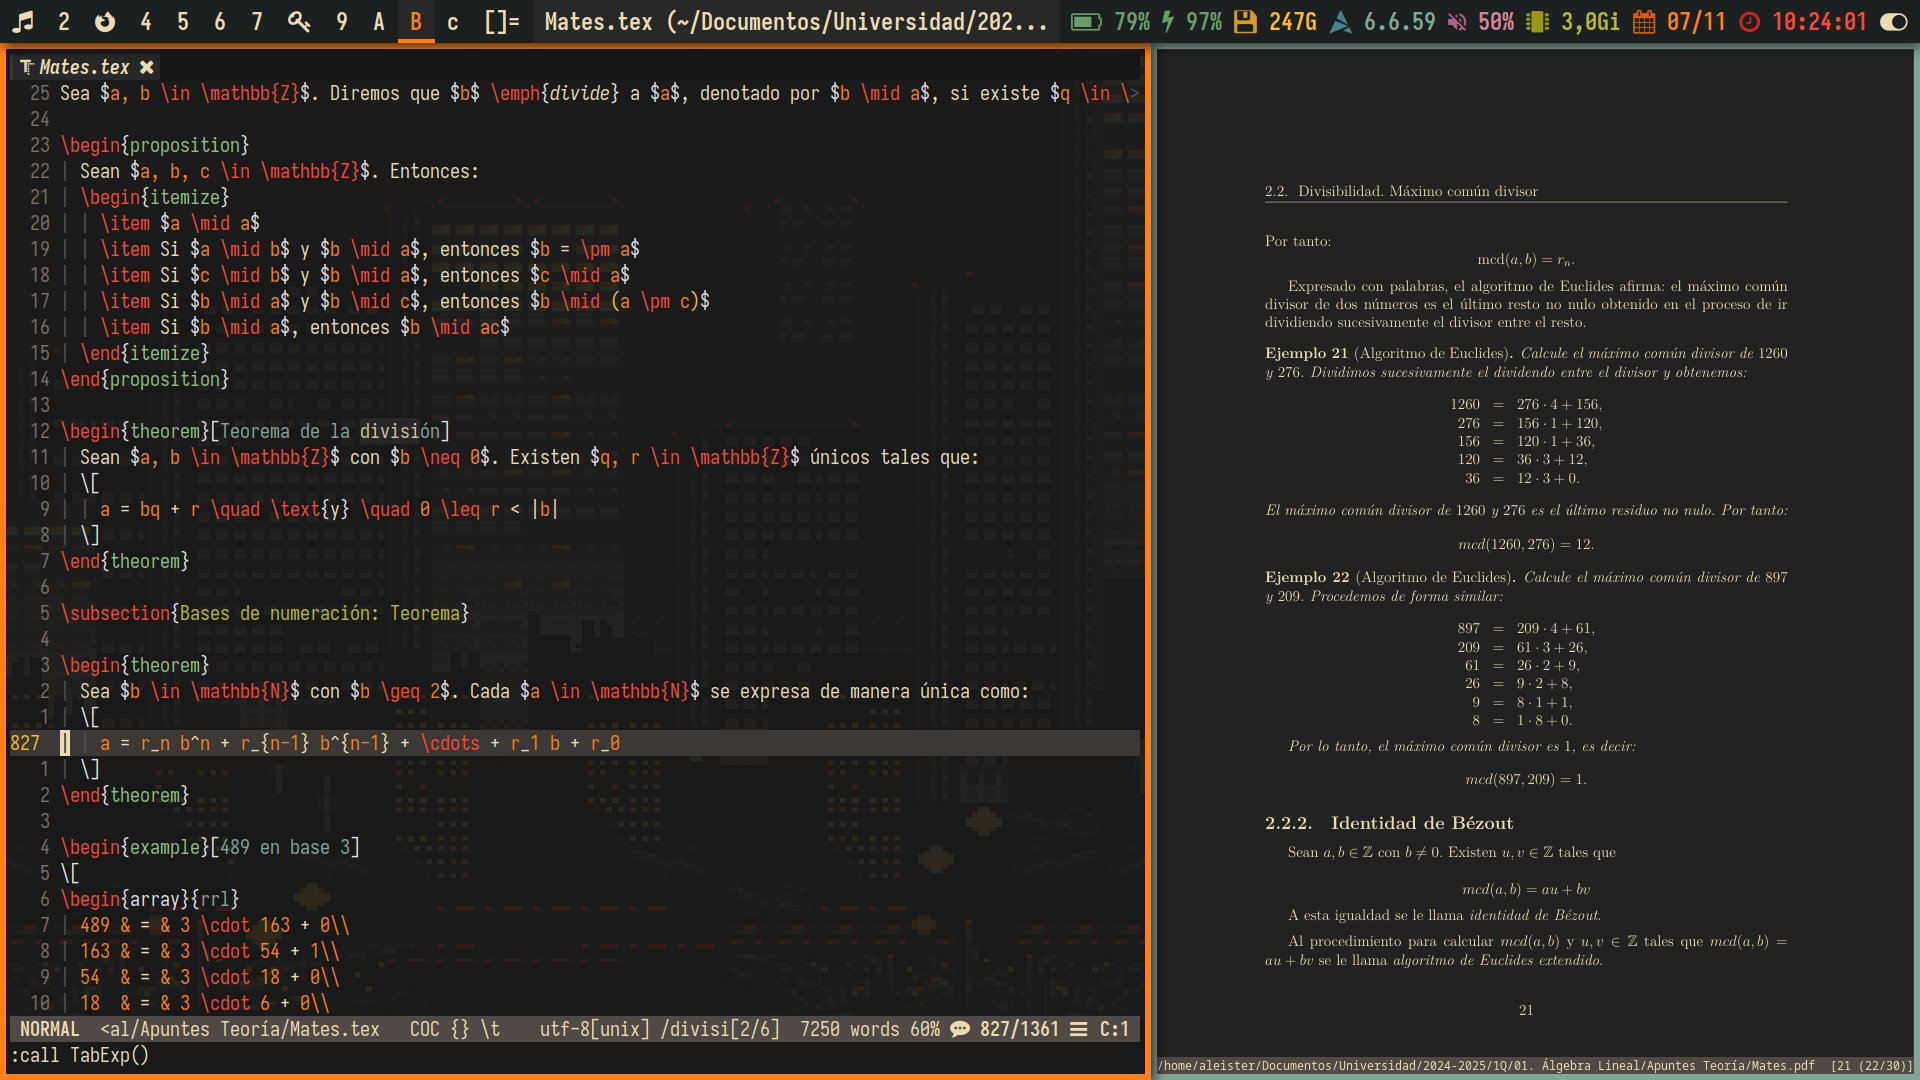 2 4 5 6 7 9 A B c []= Mates.tex (~/Documentos/Universidad/202... 79% 97% 247G 6.6.59 50% 3,0Gi 07/11 10:24:01
Mates.tex
25 Sea $a, b \in \mathbb{Z}$. Diremos que $b$ \emph{divide} a $a$, denotado por $b \mid a$, si existe $q \in \>
24
23 \begin{proposition}
22 Sean $a, b, c \in \mathbb{Z}$. Entonces:
21 \begin{itemize}
20 \item $a \mid a$
19 \item Si $a \mid b$ y $b \mid a$, entonces $b = \pm a$
18 \item Si $c \mid b$ y $b \mid a$, entonces $c \mid a$
17 \item Si $b \mid a$ y $b \mid c$, entonces $b \mid (a \pm c)$
16 \item Si $b \mid a$, entonces $b \mid ac$
15 \end{itemize}
14 \end{proposition}
13
12 \begin{theorem}[Teorema de la división]
11 Sean $a, b \in \mathbb{Z}$ con $b \neq 0$. Existen $q, r \in \mathbb{Z}$ únicos tales que:
10 \[
9 a = bq + r \quad \text{y} \quad 0 \leq r < |b|
8 \]
7 \end{theorem}
6
5 \subsection{Bases de numeración: Teorema}
4
3 \begin{theorem}
2 Sea $b \in \mathbb{N}$ con $b \geq 2$. Cada $a \in \mathbb{N}$ se expresa de manera única como:
1 \[
827 a = r_n b^n + r_{n-1} b^{n-1} + \cdots + r_1 b + r_0
1 \]
2 \end{theorem}
3
4 \begin{example}[489 en base 3]
5 \[
6 \begin{array}{rrl}
7 489 & = & 3 \cdot 163 + 0\\
8 163 & = & 3 \cdot 54 + 1\\
9 54 & = & 3 \cdot 18 + 0\\
10 18 & = & 3 \cdot 6 + 0\\
NORMAL <al/Apuntes Teoría/Mates.tex COC {} \t utf-8[unix] /divisi[2/6] 7250 words 60% 827/1361 C:1
:call TabExp()
2.2. Divisibilidad. Máximo común divisor
Por tanto:
mcd(a, b) = rₙ.
Expresado con palabras, el algoritmo de Euclides afirma: el máximo común
divisor de dos números es el último resto no nulo obtenido en el proceso de ir
dividiendo sucesivamente el divisor entre el resto.
Ejemplo 21 (Algoritmo de Euclides). Calcule el máximo común divisor de 1260
y 276. Dividimos sucesivamente el dividendo entre el divisor y obtenemos:
1260 = 276 · 4 + 156,
276 = 156 · 1 + 120,
156 = 120 · 1 + 36,
120 = 36 · 3 + 12,
36 = 12 · 3 + 0.
El máximo común divisor de 1260 y 276 es el último residuo no nulo. Por tanto:
mcd(1260, 276) = 12.
Ejemplo 22 (Algoritmo de Euclides). Calcule el máximo común divisor de 897
y 209. Procedemos de forma similar:
897 = 209 · 4 + 61,
209 = 61 · 3 + 26,
61 = 26 · 2 + 9,
26 = 9 · 2 + 8,
9 = 8 · 1 + 1,
8 = 1 · 8 + 0.
Por lo tanto, el máximo común divisor es 1, es decir:
mcd(897, 209) = 1.
2.2.2. Identidad de Bézout
Sean a, b ∈ ℤ con b ≠ 0. Existen u, v ∈ ℤ tales que
mcd(a, b) = au + bv
A esta igualdad se le llama identidad de Bézout.
Al procedimiento para calcular mcd(a, b) y u, v ∈ ℤ tales que mcd(a, b) =
au + bv se le llama algoritmo de Euclides extendido.
21
/home/aleister/Documentos/Universidad/2024-2025/1Q/01. Álgebra Lineal/Apuntes Teoría/Mates.pdf [21 (22/30)]